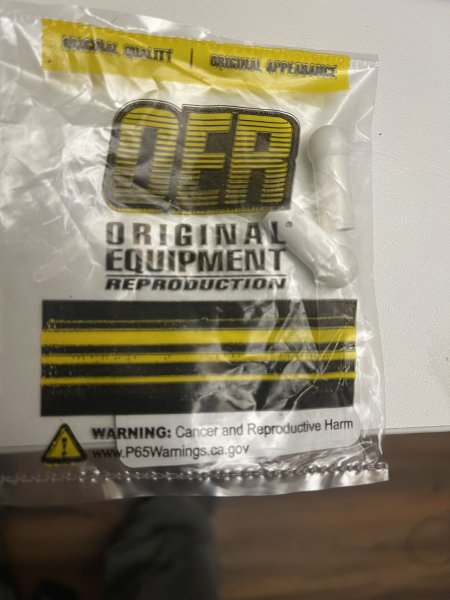 ORIGINAL QUALITY | ORIGINAL APPEARANCE
OER
ORIGINAL®
EQUIPMENT
REPRODUCTION
WARNING: Cancer and Reproductive Harm
www.P65Warnings.ca.gov